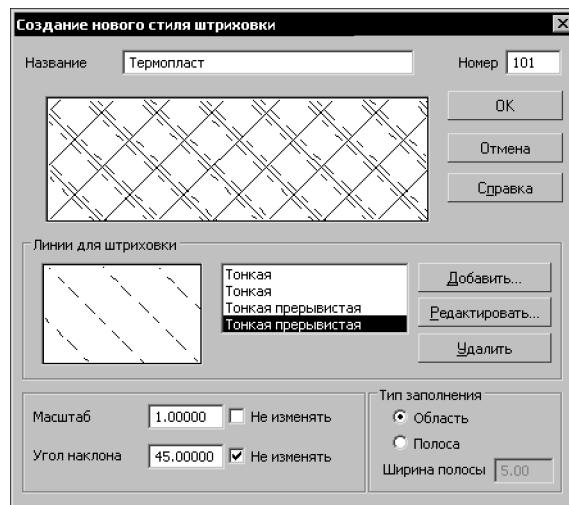 Создание нового стиля штриховки
Название Термопласт Номер 101
OK
Отмена
Справка
Линии для штриховки
Тонкая
Тонкая
Тонкая прерывистая
Тонкая прерывистая
Добавить...
Редактировать...
Удалить
Масштаб 1.00000 Не изменять
Угол наклона 45.00000 Не изменять
Тип заполнения
Область
Полоса
Ширина полосы 5.00